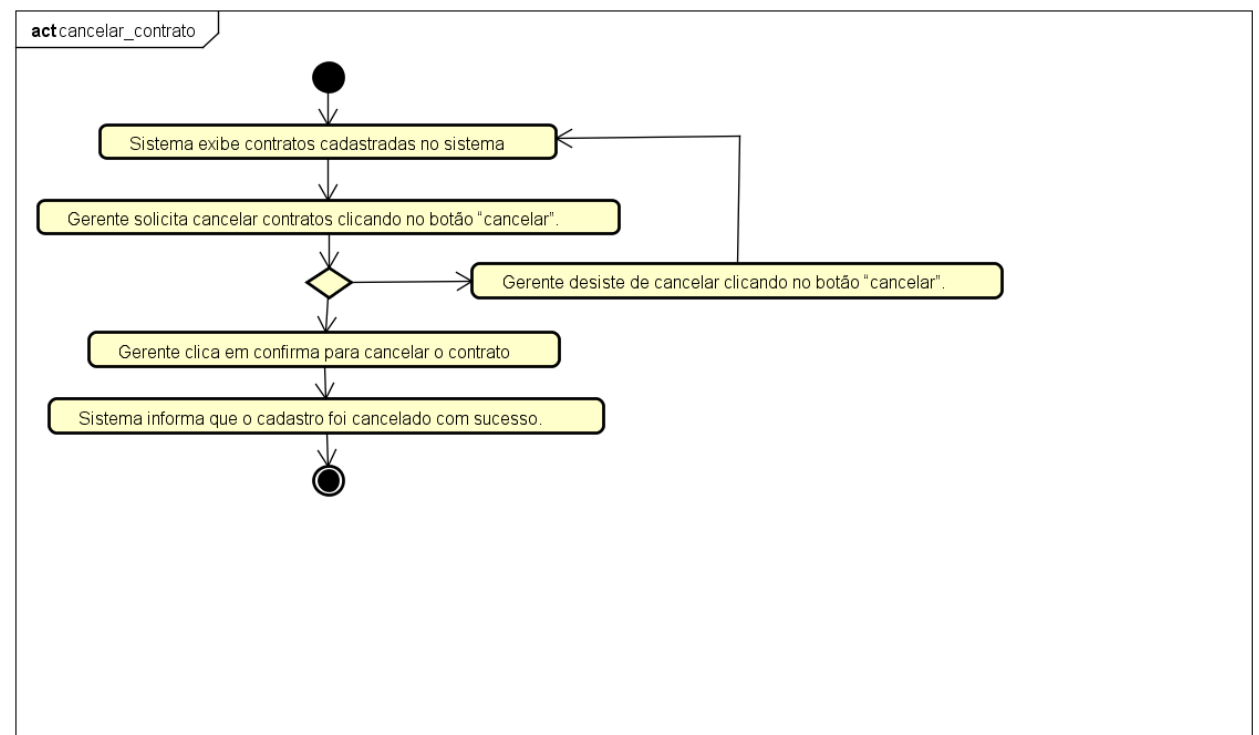 act cancelar_contrato
Sistema exibe contratos cadastradas no sistema
Gerente solicita cancelar contratos clicando no botão “cancelar”.
Gerente desiste de cancelar clicando no botão “cancelar”.
Gerente clica em confirma para cancelar o contrato
Sistema informa que o cadastro foi cancelado com sucesso.